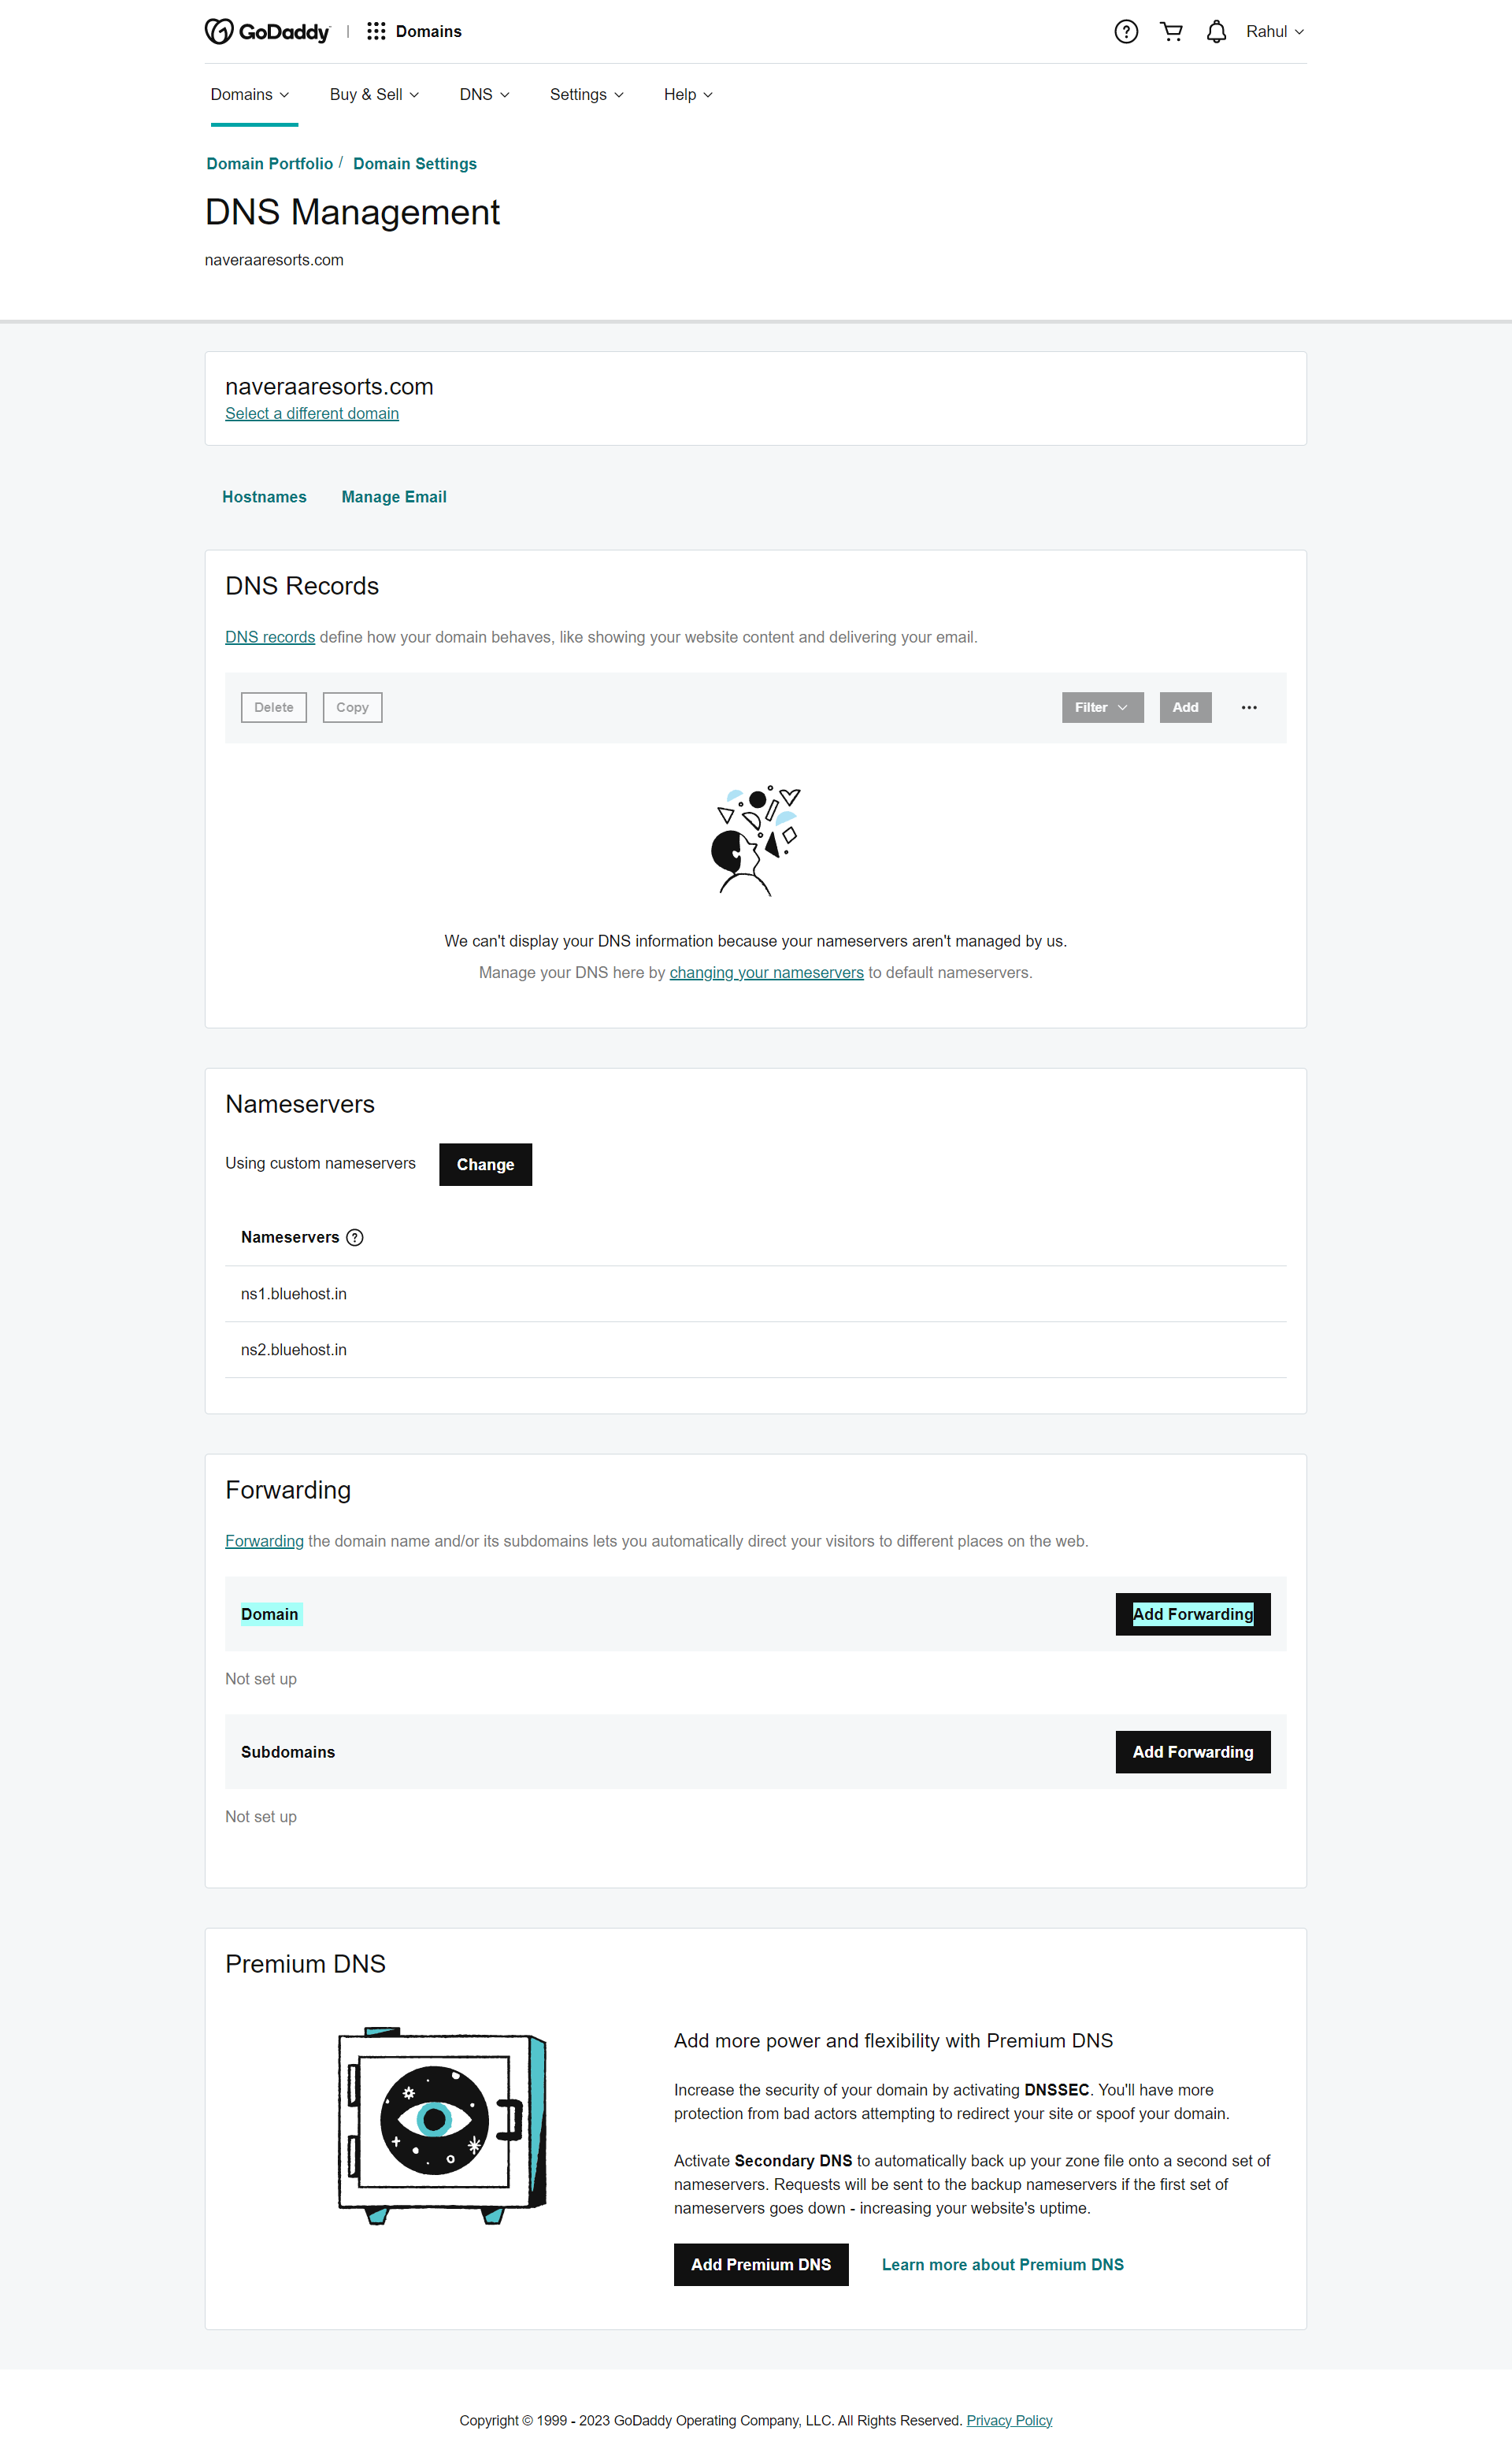 GoDaddy | Domains Rahul
Domains Buy & Sell DNS Settings Help
Domain Portfolio / Domain Settings
DNS Management
naveraaresorts.com
naveraaresorts.com
Select a different domain
Hostnames Manage Email
DNS Records
DNS records define how your domain behaves, like showing your website content and delivering your email.
Delete Copy Filter Add
We can't display your DNS information because your nameservers aren't managed by us.
Manage your DNS here by changing your nameservers to default nameservers.
Nameservers
Using custom nameservers Change
Nameservers
ns1.bluehost.in
ns2.bluehost.in
Forwarding
Forwarding the domain name and/or its subdomains lets you automatically direct your visitors to different places on the web.
Domain Add Forwarding
Not set up
Subdomains Add Forwarding
Not set up
Premium DNS
Add more power and flexibility with Premium DNS
Increase the security of your domain by activating DNSSEC. You'll have more
protection from bad actors attempting to redirect your site or spoof your domain.
Activate Secondary DNS to automatically back up your zone file onto a second set of
nameservers. Requests will be sent to the backup nameservers if the first set of
nameservers goes down - increasing your website's uptime.
Add Premium DNS Learn more about Premium DNS
Copyright © 1999 - 2023 GoDaddy Operating Company, LLC. All Rights Reserved. Privacy Policy